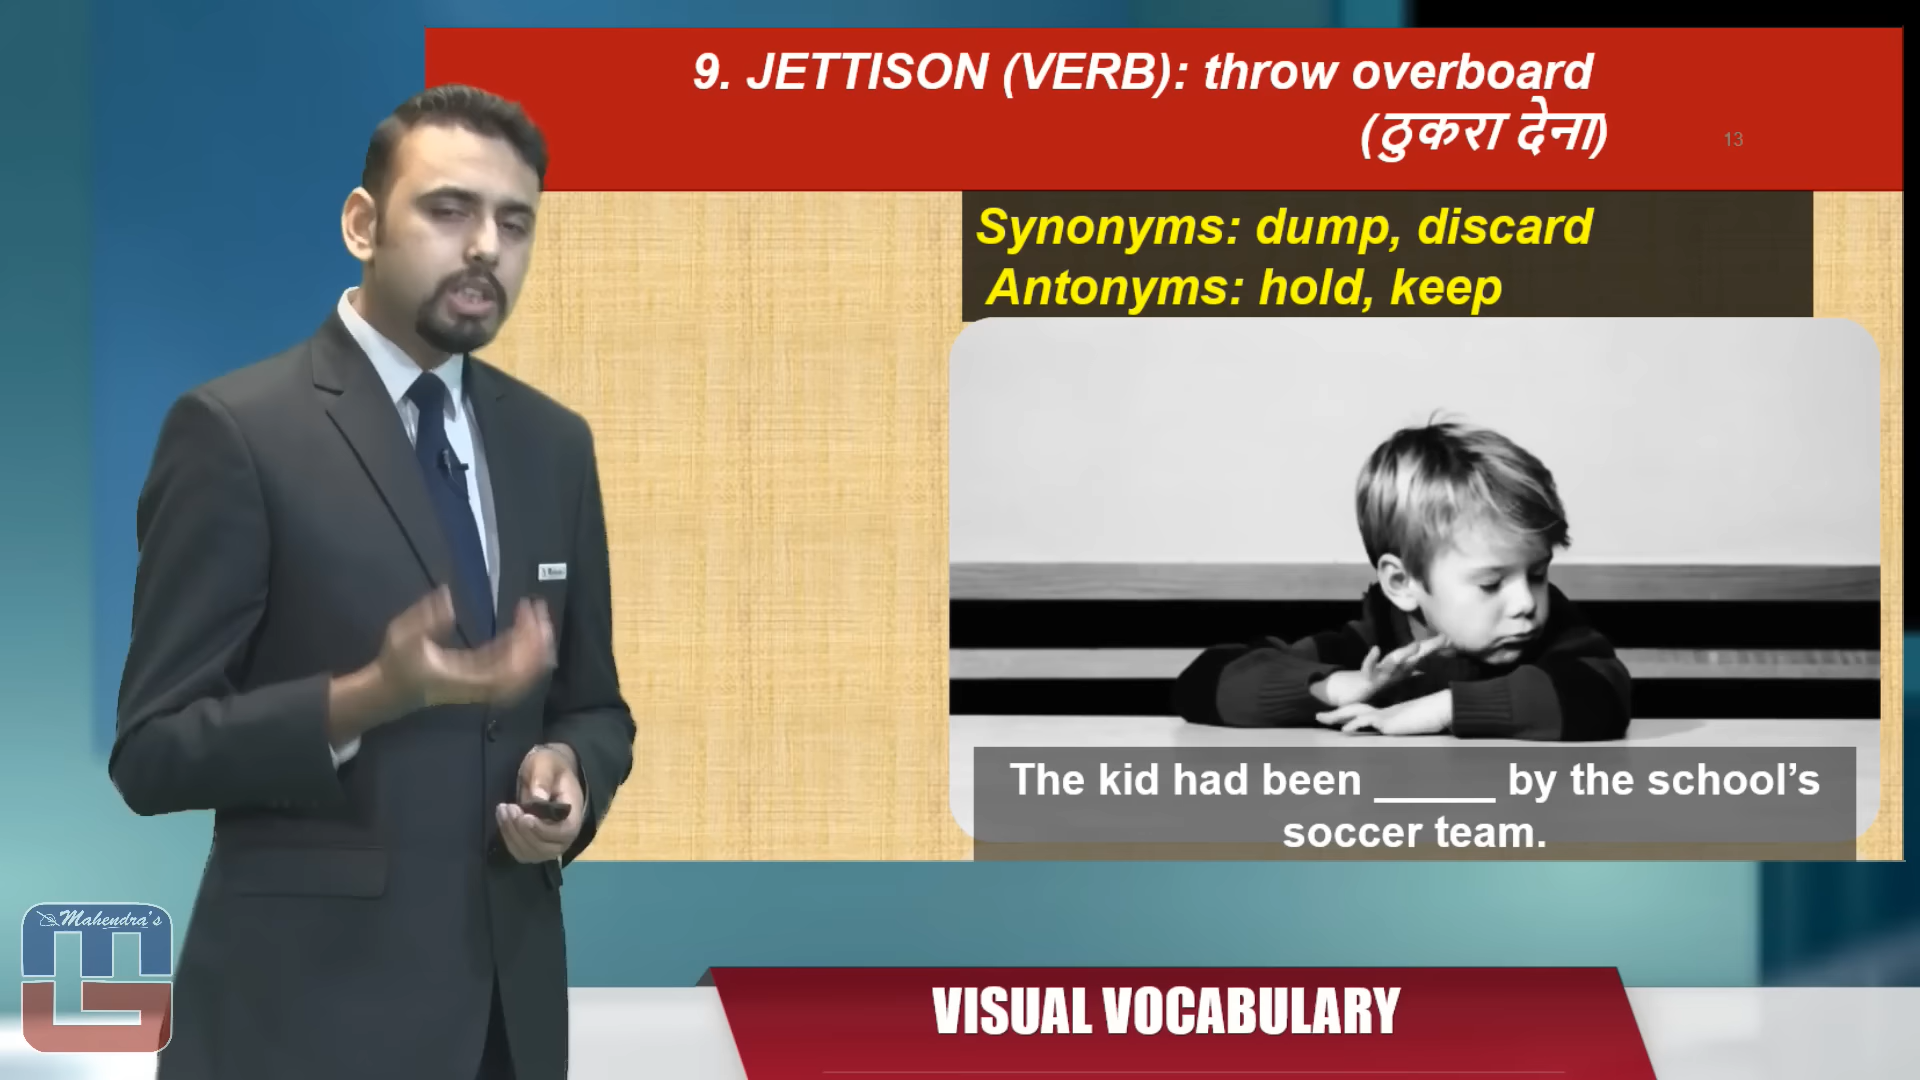 9. JETTISON (VERB): throw overboard
(ठुकरा देना)
13
Synonyms: dump, discard
Antonyms: hold, keep
The kid had been _____ by the school’s
soccer team.
Mahendra's
VISUAL VOCABULARY